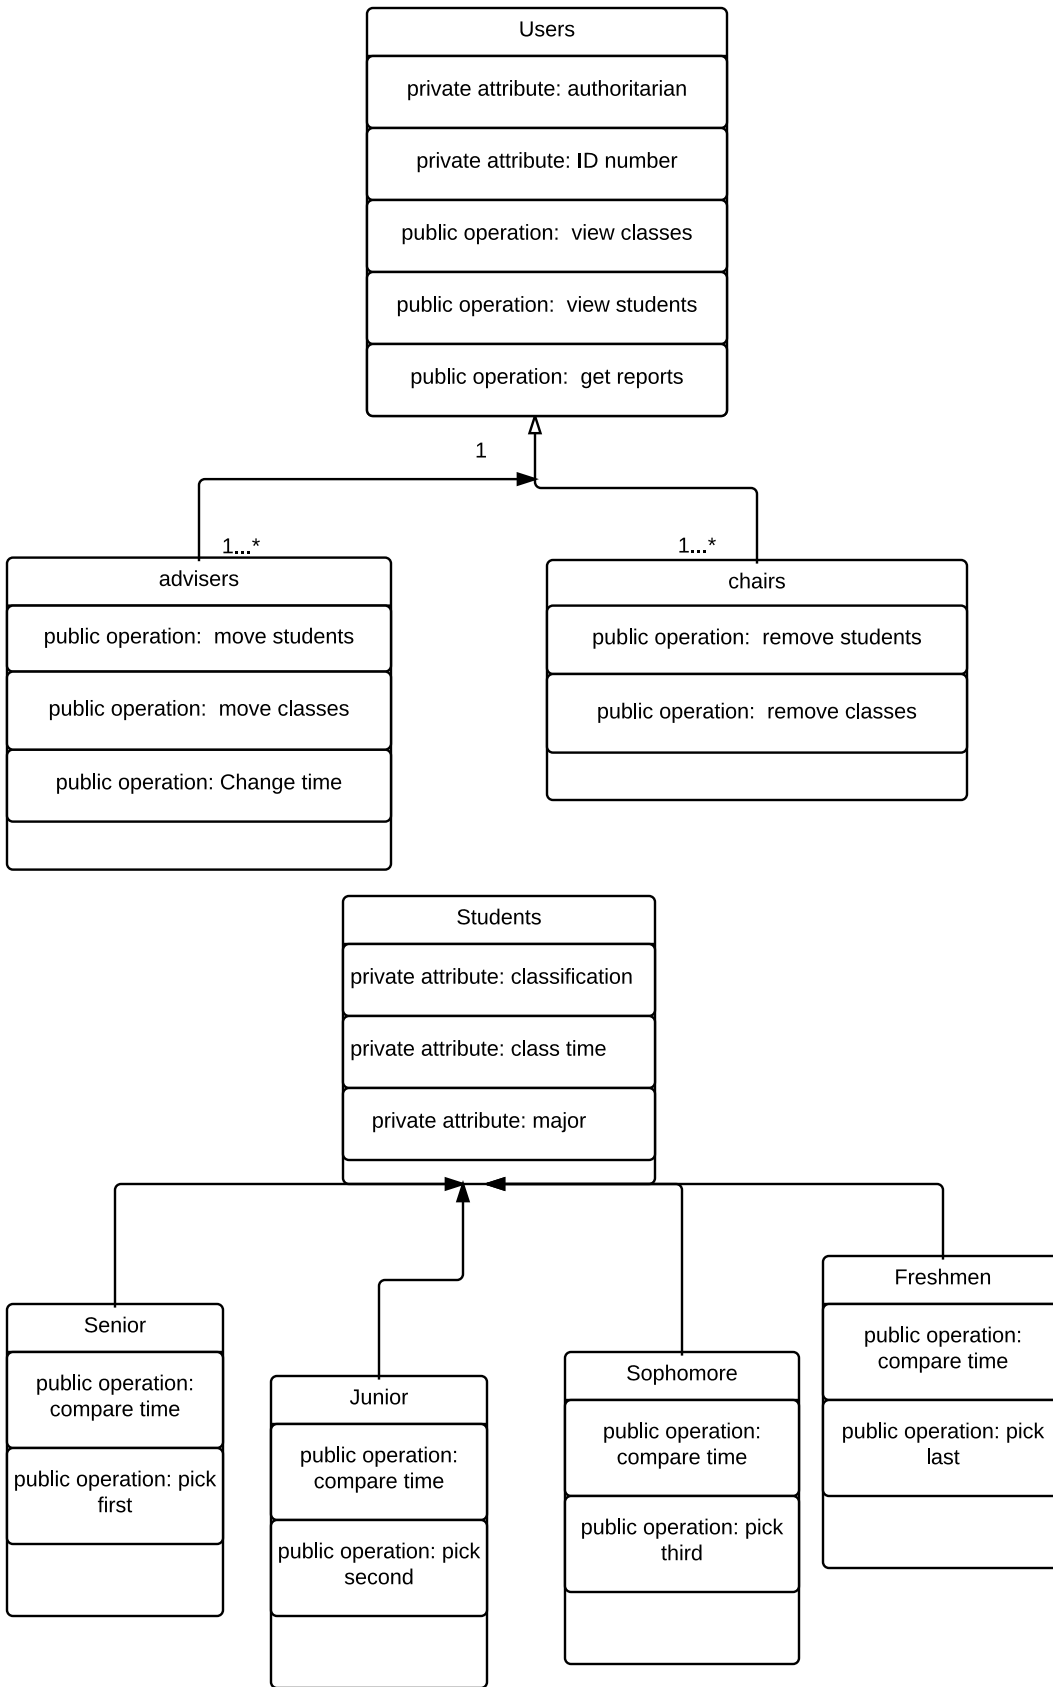 Users
private attribute: authoritarian
private attribute: ID number
public operation:  view classes
public operation:  view students
public operation:  get reports
1
1...*
1...*
advisers
public operation:  move students
public operation:  move classes
public operation: Change time
chairs
public operation:  remove students
public operation:  remove classes
Students
private attribute: classification
private attribute: class time
private attribute: major
Senior
public operation:
compare time
public operation: pick
first
Junior
public operation:
compare time
public operation: pick
second
Sophomore
public operation:
compare time
public operation: pick
third
Freshmen
public operation:
compare time
public operation: pick
last